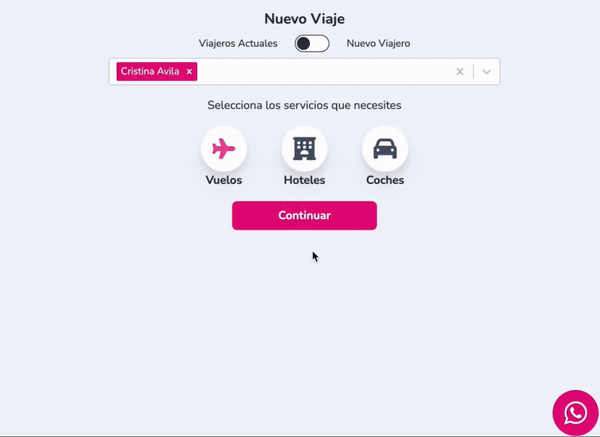 Nuevo Viaje
Viajeros Actuales Nuevo Viajero
Cristina Avila
Selecciona los servicios que necesites
Vuelos Hoteles Coches
Continuar